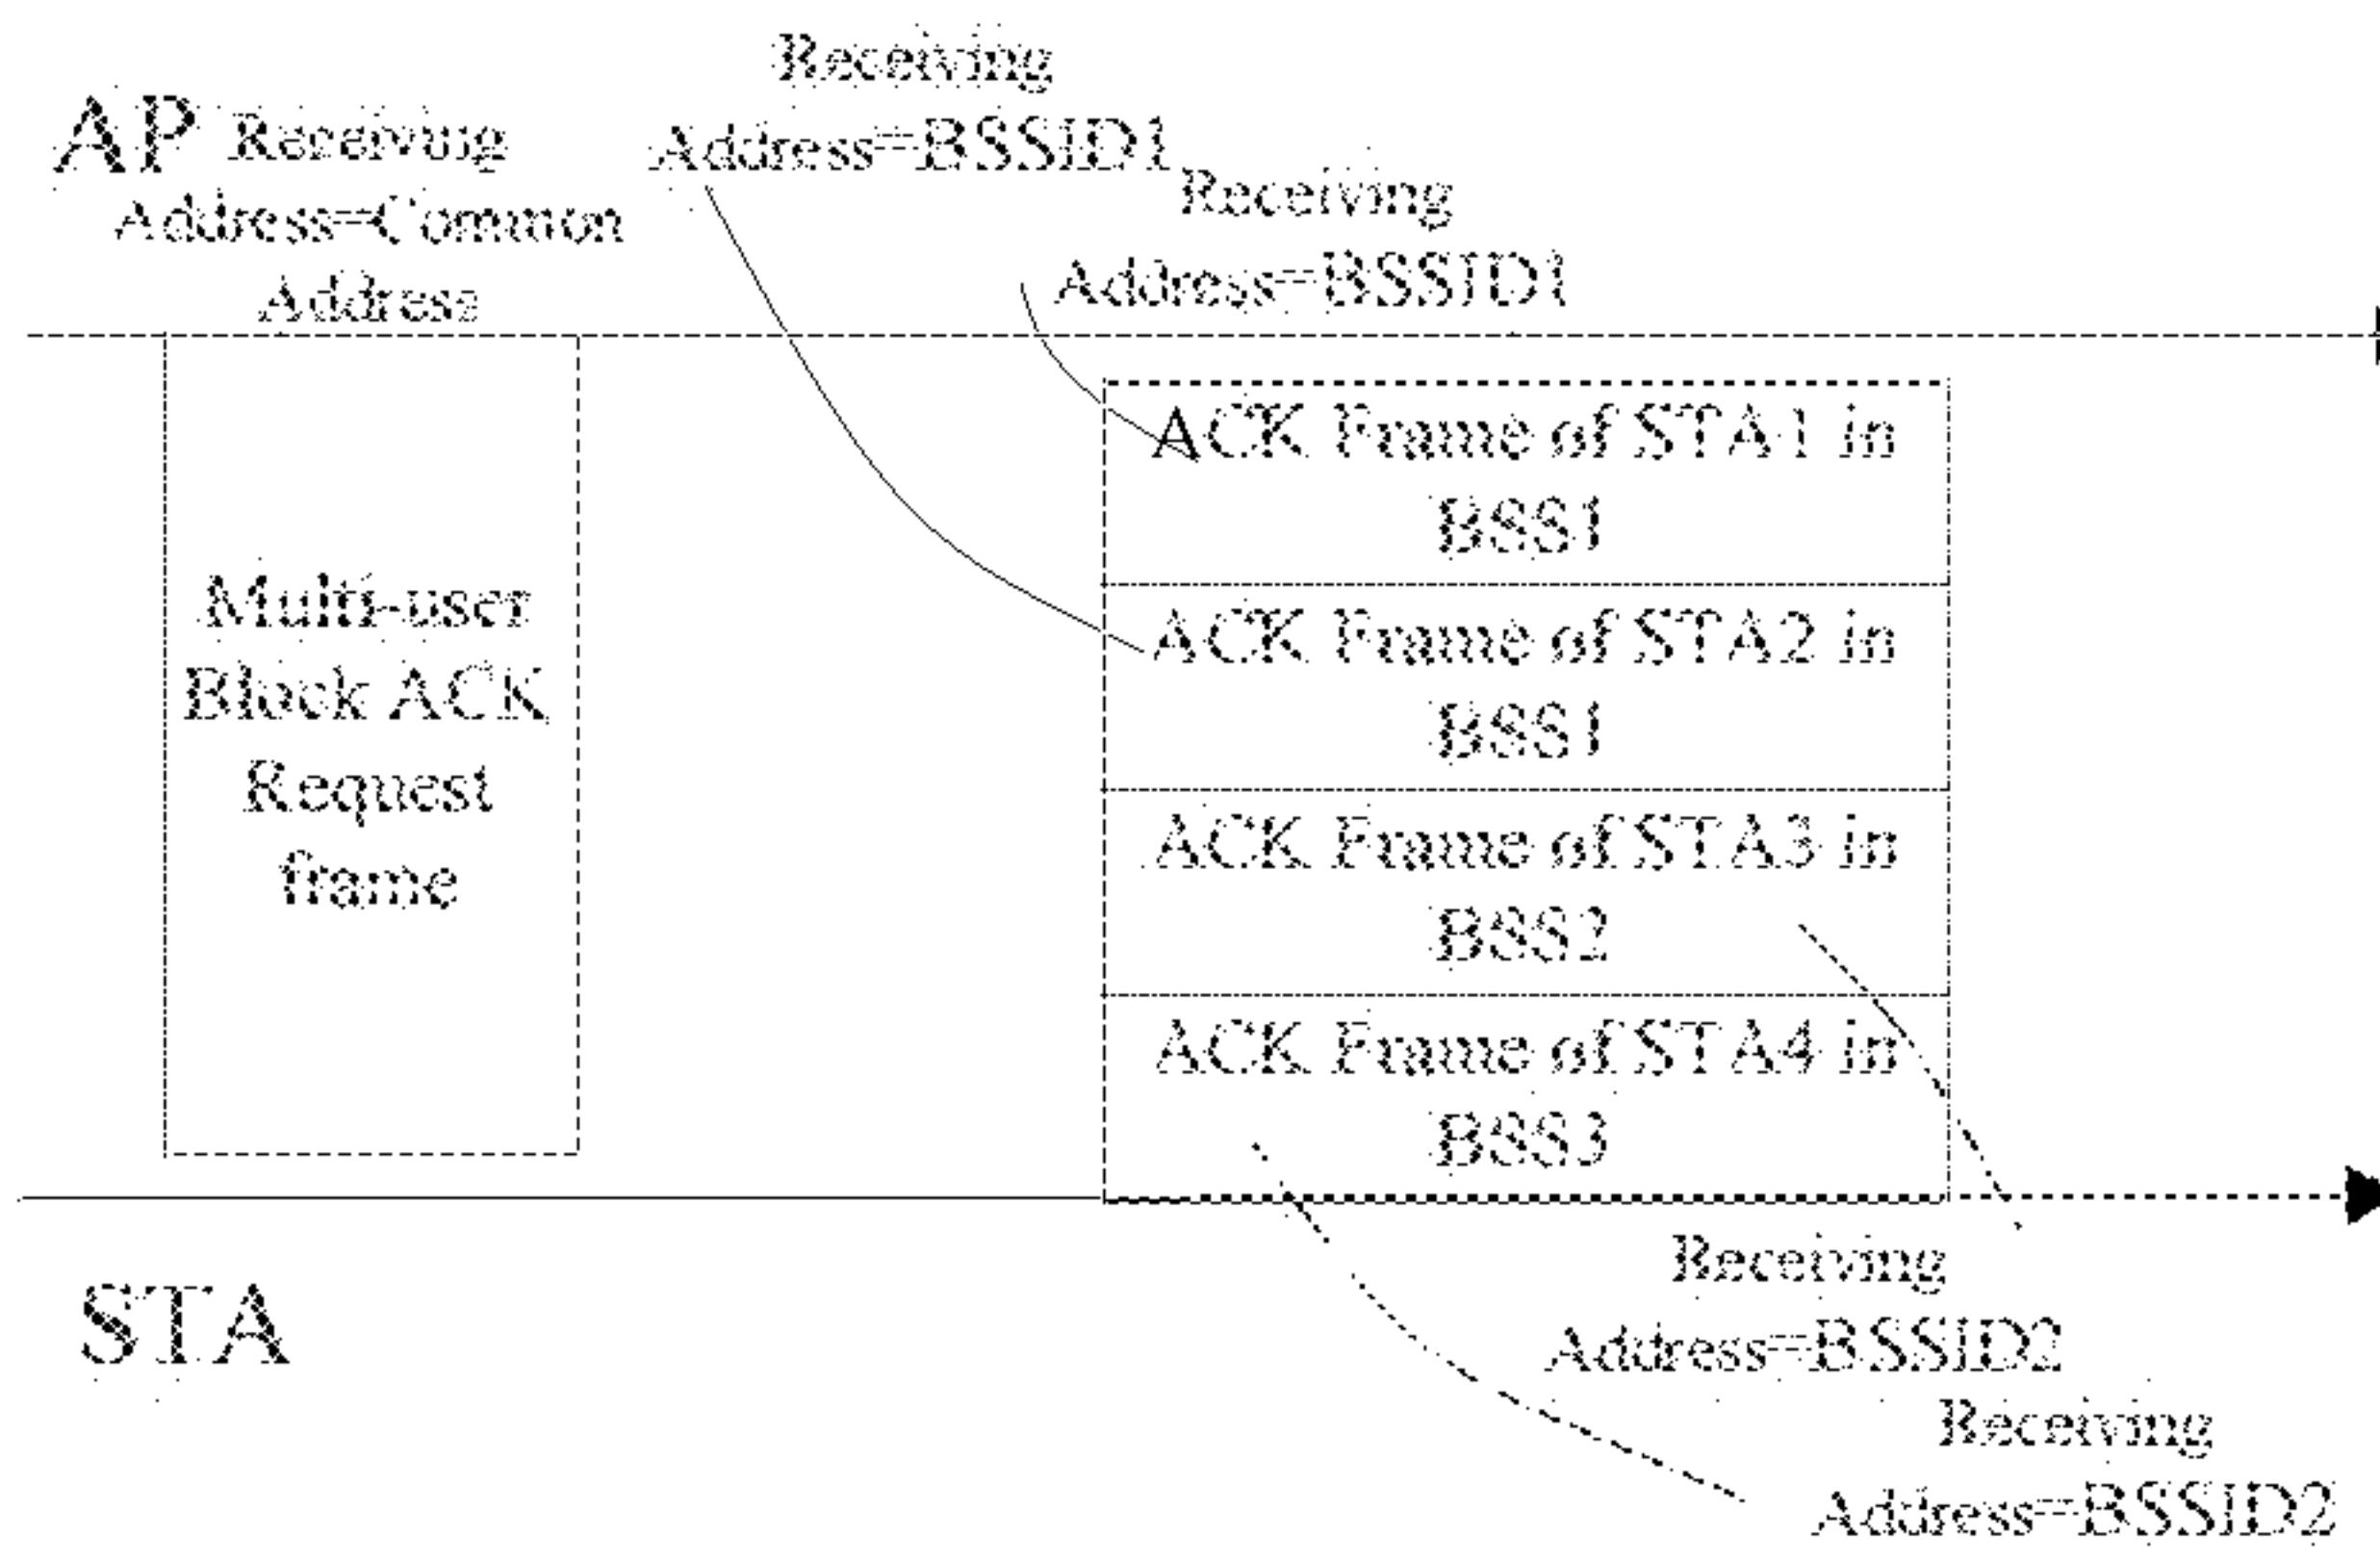 AP
Receiving
Address=Common
Address
Receiving
Address=BSSID1
Receiving
Address=BSSID1
Multi-user
Block ACK
Request
frame
ACK Frame of STA1 in
BSS1
ACK Frame of STA2 in
BSS1
ACK Frame of STA3 in
BSS2
ACK Frame of STA4 in
BSS3
STA
Receiving
Address=BSSID2
Receiving
Address=BSSID2